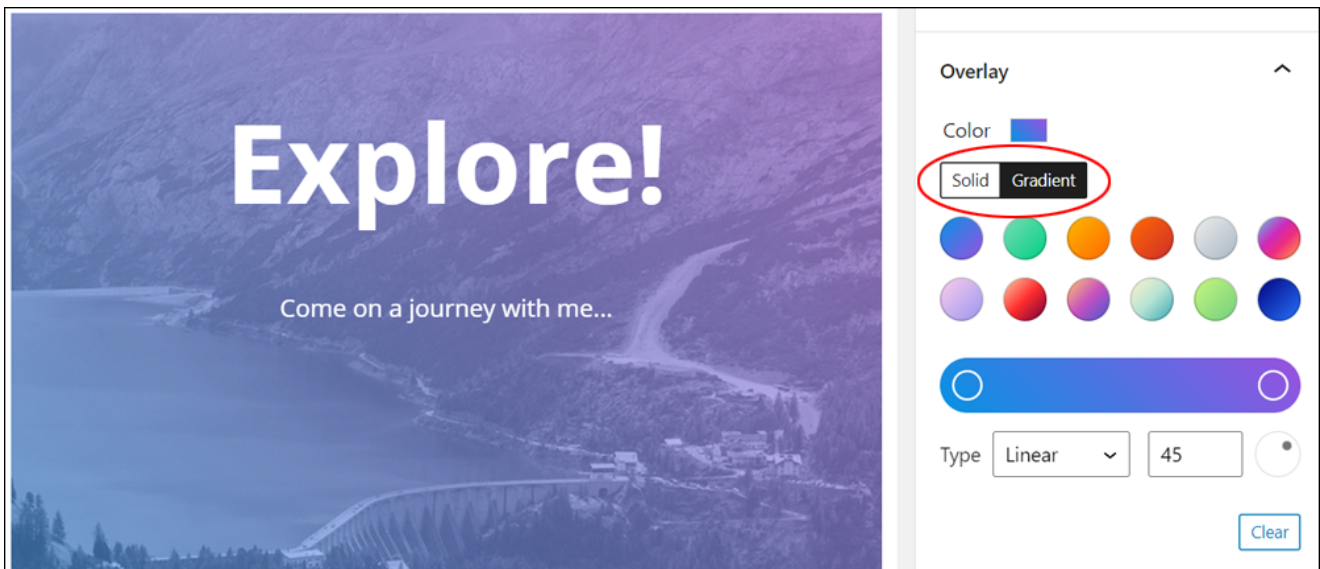 Explore!
Come on a journey with me...
Overlay
Color
Solid Gradient
Type Linear 45
Clear